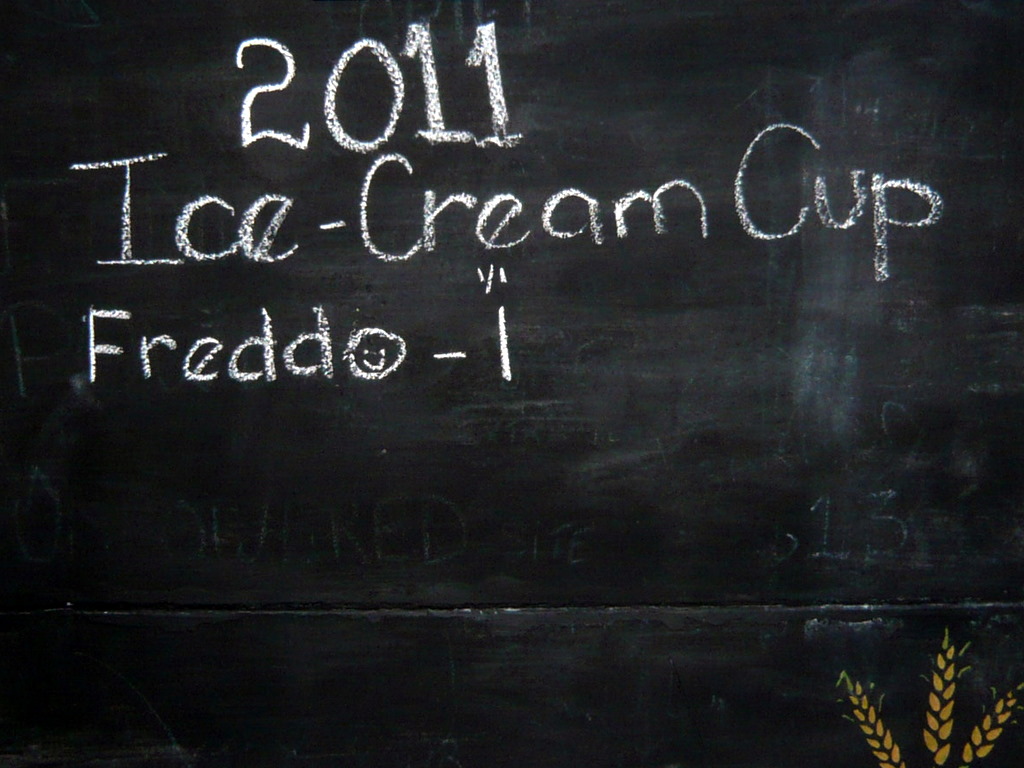 2011
Ice-Cream Cup
Freddo - 1